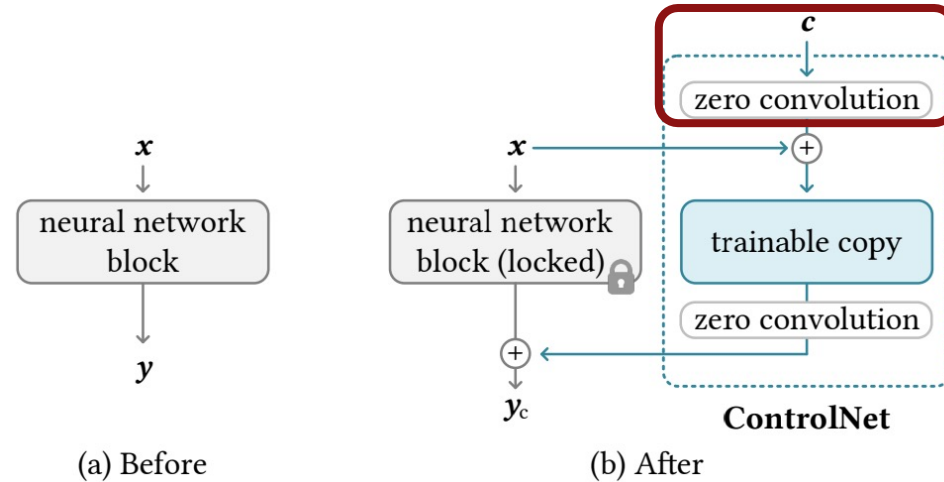 x
neural network
block
y
(a) Before
x
neural network
block (locked)
+
yc
c
zero convolution
+
trainable copy
zero convolution
ControlNet
(b) After